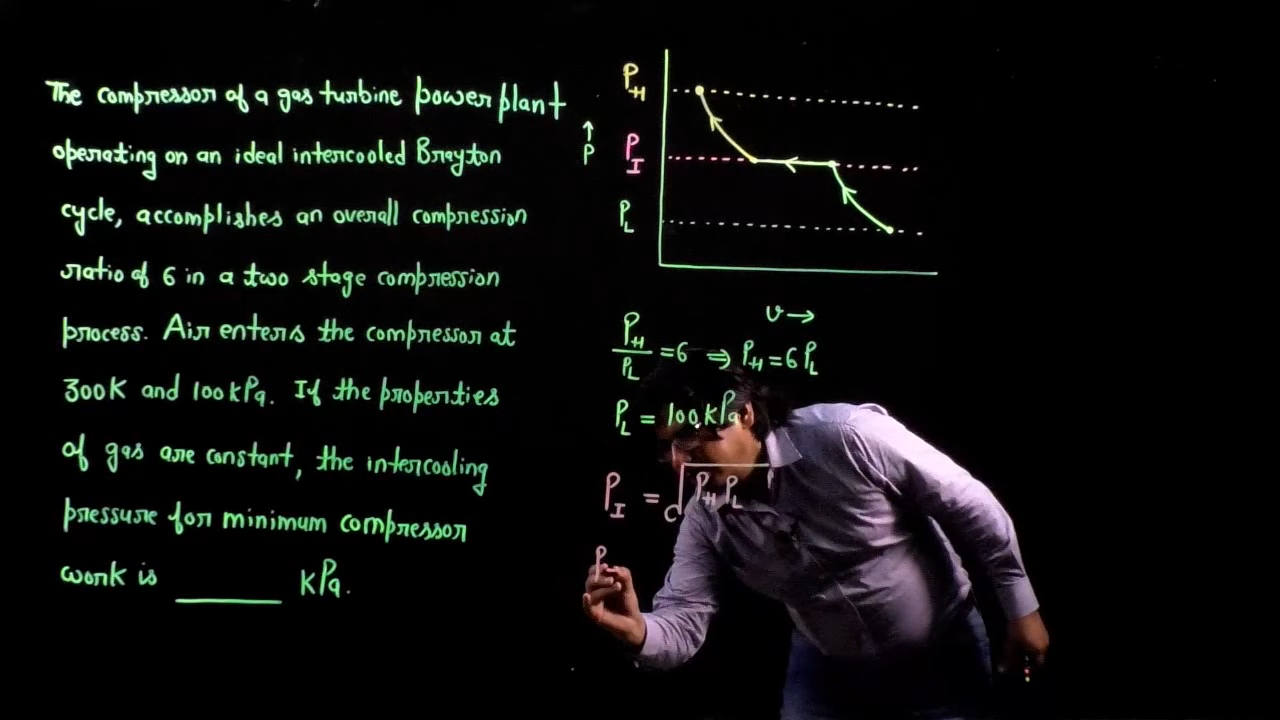 The compressor of a gas turbine power plant
operating on an ideal intercooled Brayton
cycle, accomplishes an overall compression
ratio of 6 in a two stage compression
process. Air enters the compressor at
300K and 100kPa. If the properties
of gas are constant, the intercooling
pressure for minimum compressor
work is ______ kPa.
P_H
↑
P
P_I
P_L
v→
P_H/P_L = 6 ⇒ P_H = 6 P_L
P_L = 100 kPa
P_I = √(P_H P_L)
P